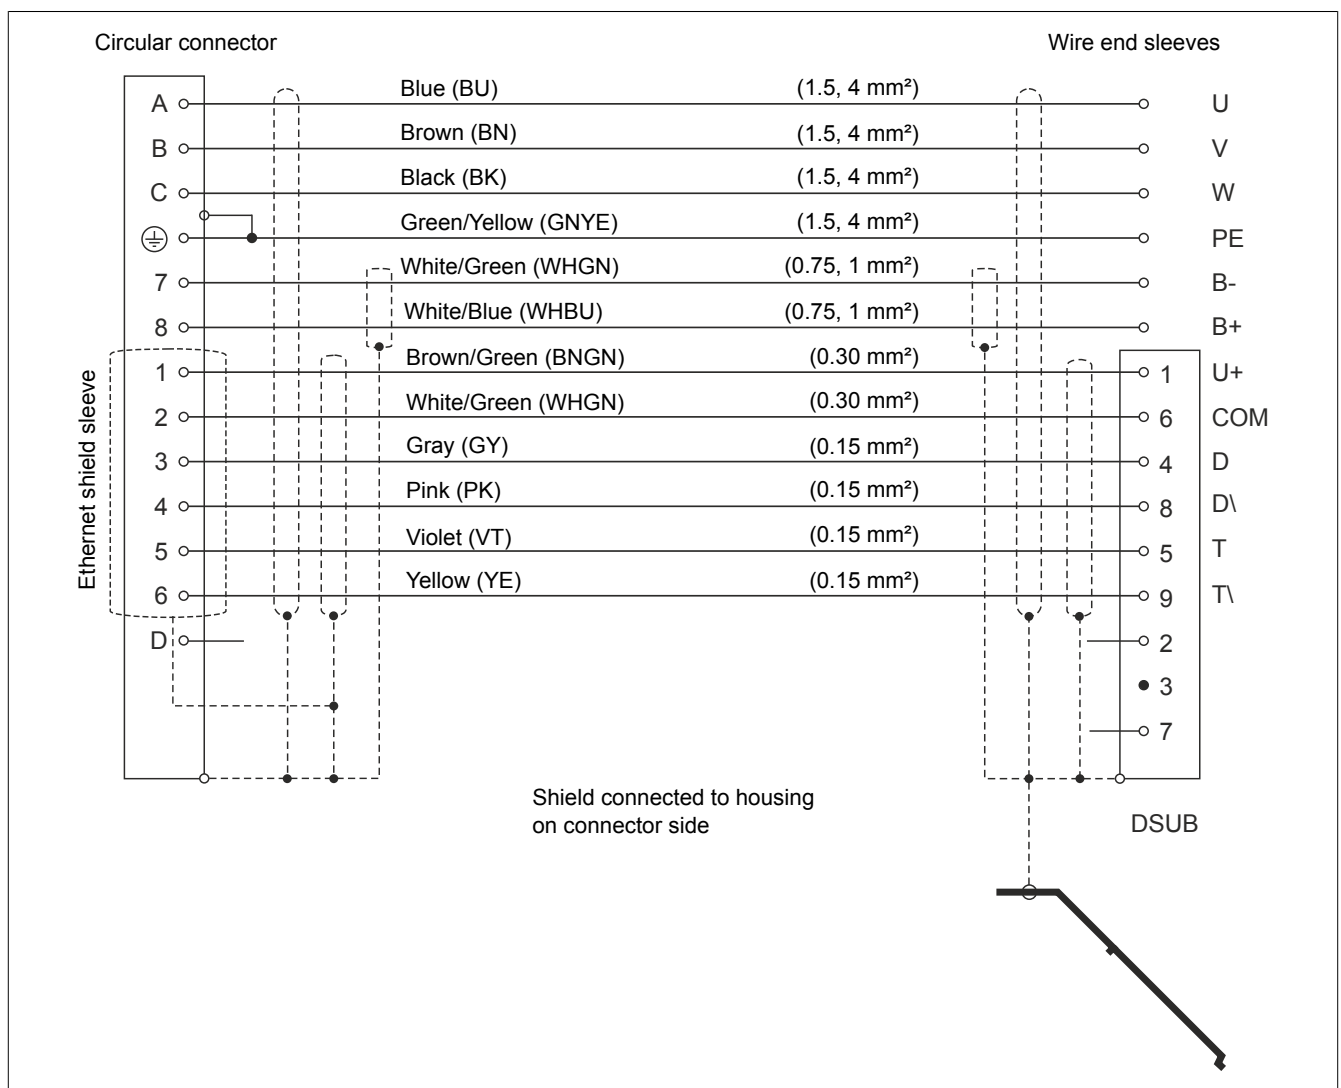 Circular connector
Wire end sleeves
A Blue (BU) (1.5, 4 mm²) U
B Brown (BN) (1.5, 4 mm²) V
C Black (BK) (1.5, 4 mm²) W
Green/Yellow (GNYE) (1.5, 4 mm²) PE
7 White/Green (WHGN) (0.75, 1 mm²) B-
8 White/Blue (WHBU) (0.75, 1 mm²) B+
Ethernet shield sleeve
1 Brown/Green (BNGN) (0.30 mm²) 1 U+
2 White/Green (WHGN) (0.30 mm²) 6 COM
3 Gray (GY) (0.15 mm²) 4 D
4 Pink (PK) (0.15 mm²) 8 D\
5 Violet (VT) (0.15 mm²) 5 T
6 Yellow (YE) (0.15 mm²) 9 T\
D 2
3
7
Shield connected to housing
on connector side
DSUB